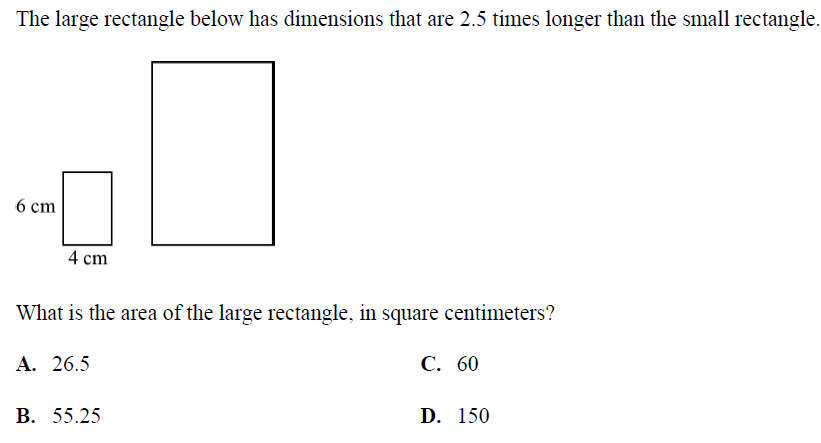 The large rectangle below has dimensions that are 2.5 times longer than the small rectangle.
6 cm
4 cm
What is the area of the large rectangle, in square centimeters?
A. 26.5
C. 60
B. 55.25
D. 150